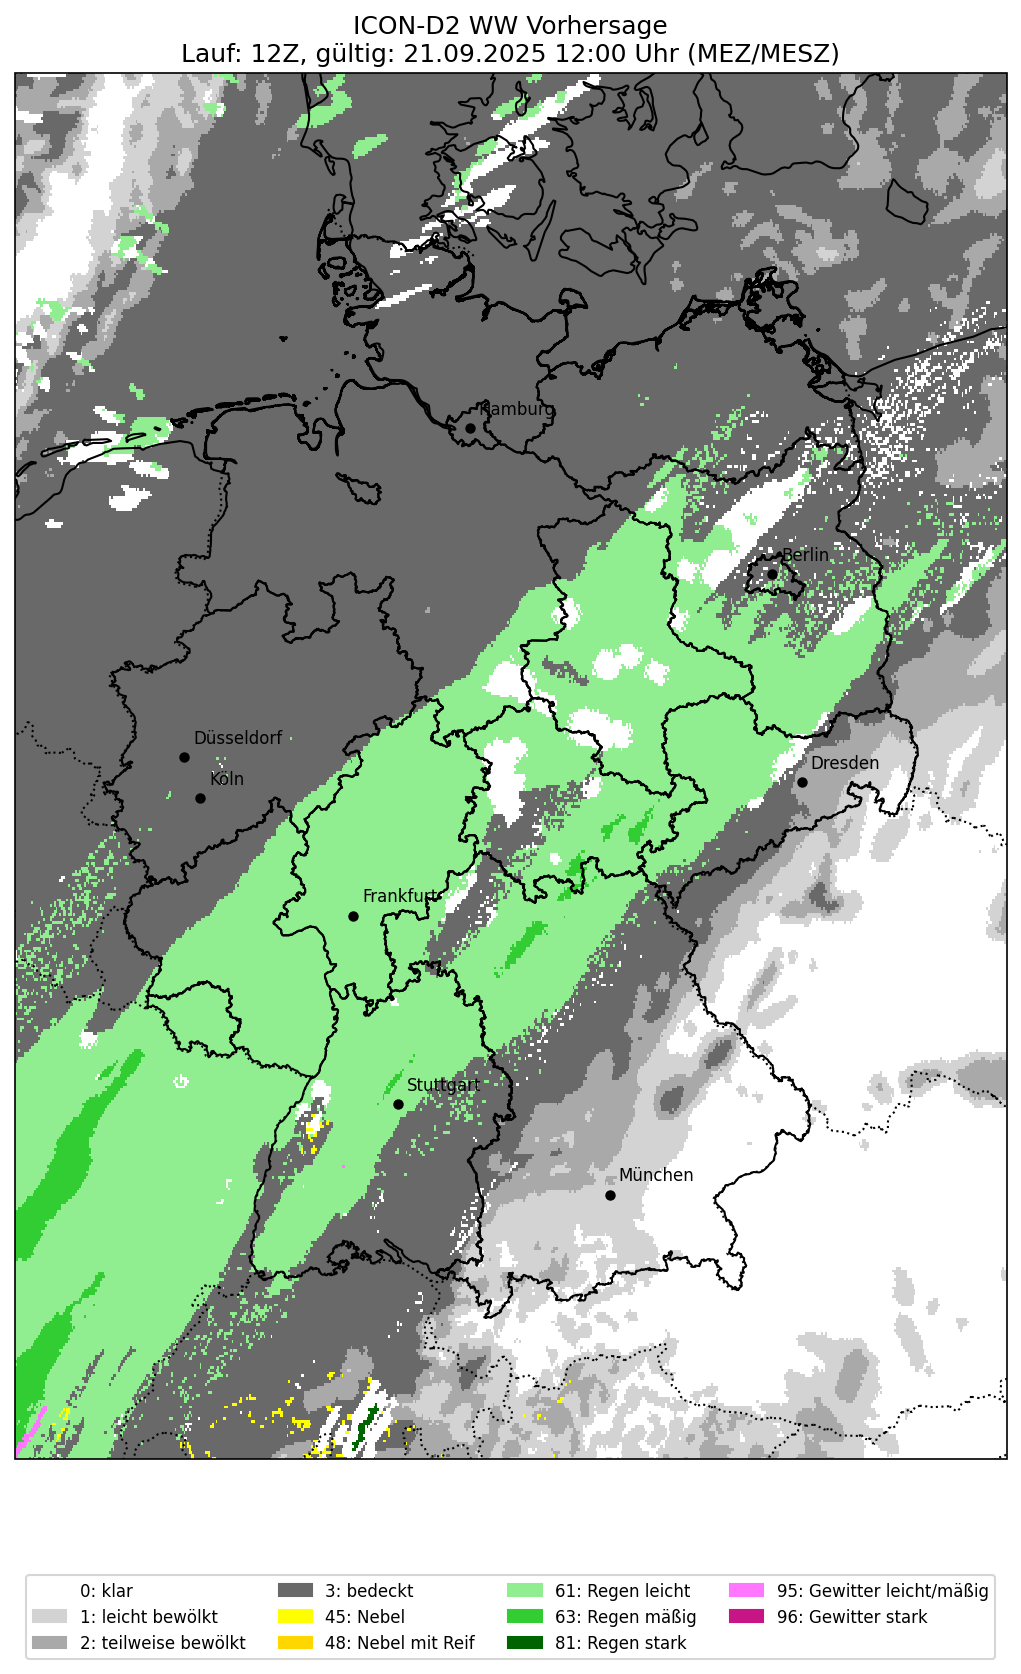 ICON-D2 WW Vorhersage
Lauf: 12Z, gültig: 21.09.2025 12:00 Uhr (MEZ/MESZ)
Hamburg
Berlin
Düsseldorf
Dresden
Köln
Frankfurt
Stuttgart
München
0: klar
1: leicht bewölkt
2: teilweise bewölkt
3: bedeckt
45: Nebel
48: Nebel mit Reif
61: Regen leicht
63: Regen mäßig
81: Regen stark
95: Gewitter leicht/mäßig
96: Gewitter stark